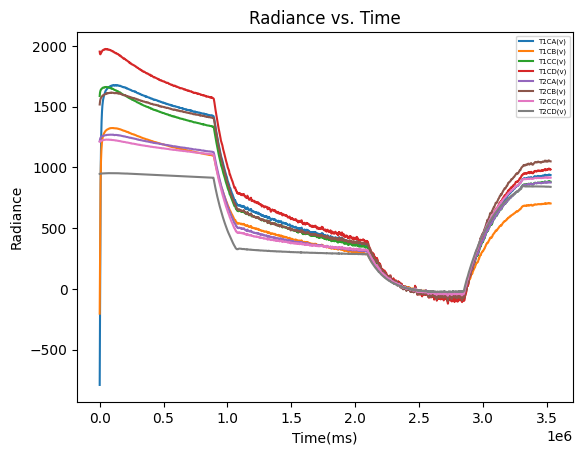 Radiance vs. Time
2000
1500
1000
500
0
−500
Radiance
T1CA(v)
T1CB(v)
T1CC(v)
T1CD(v)
T2CA(v)
T2CB(v)
T2CC(v)
T2CD(v)
0.0 0.5 1.0 1.5 2.0 2.5 3.0 3.5
1e6
Time(ms)